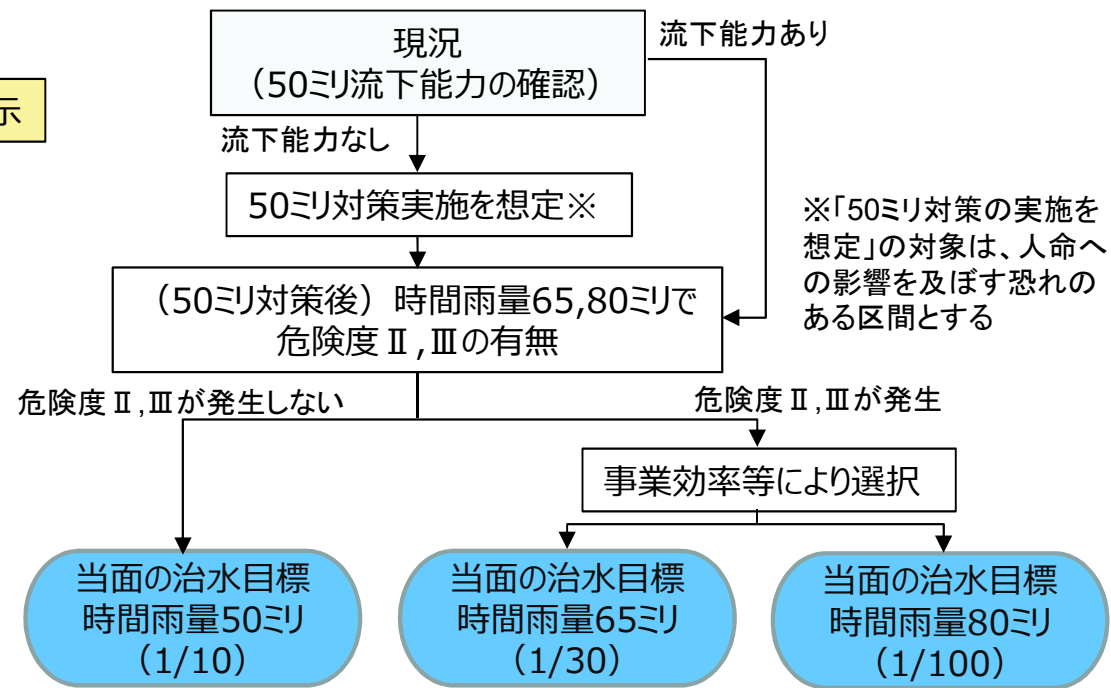 現況
（50ミリ流下能力の確認）
流下能力あり
示
流下能力なし
50ミリ対策実施を想定※
※「50ミリ対策の実施を
想定」の対象は、人命へ
の影響を及ぼす恐れの
ある区間とする
（50ミリ対策後）時間雨量65,80ミリで
危険度Ⅱ,Ⅲの有無
危険度Ⅱ,Ⅲが発生しない
危険度Ⅱ,Ⅲが発生
事業効率等により選択
当面の治水目標
時間雨量50ミリ
（1/10）
当面の治水目標
時間雨量65ミリ
（1/30）
当面の治水目標
時間雨量80ミリ
（1/100）